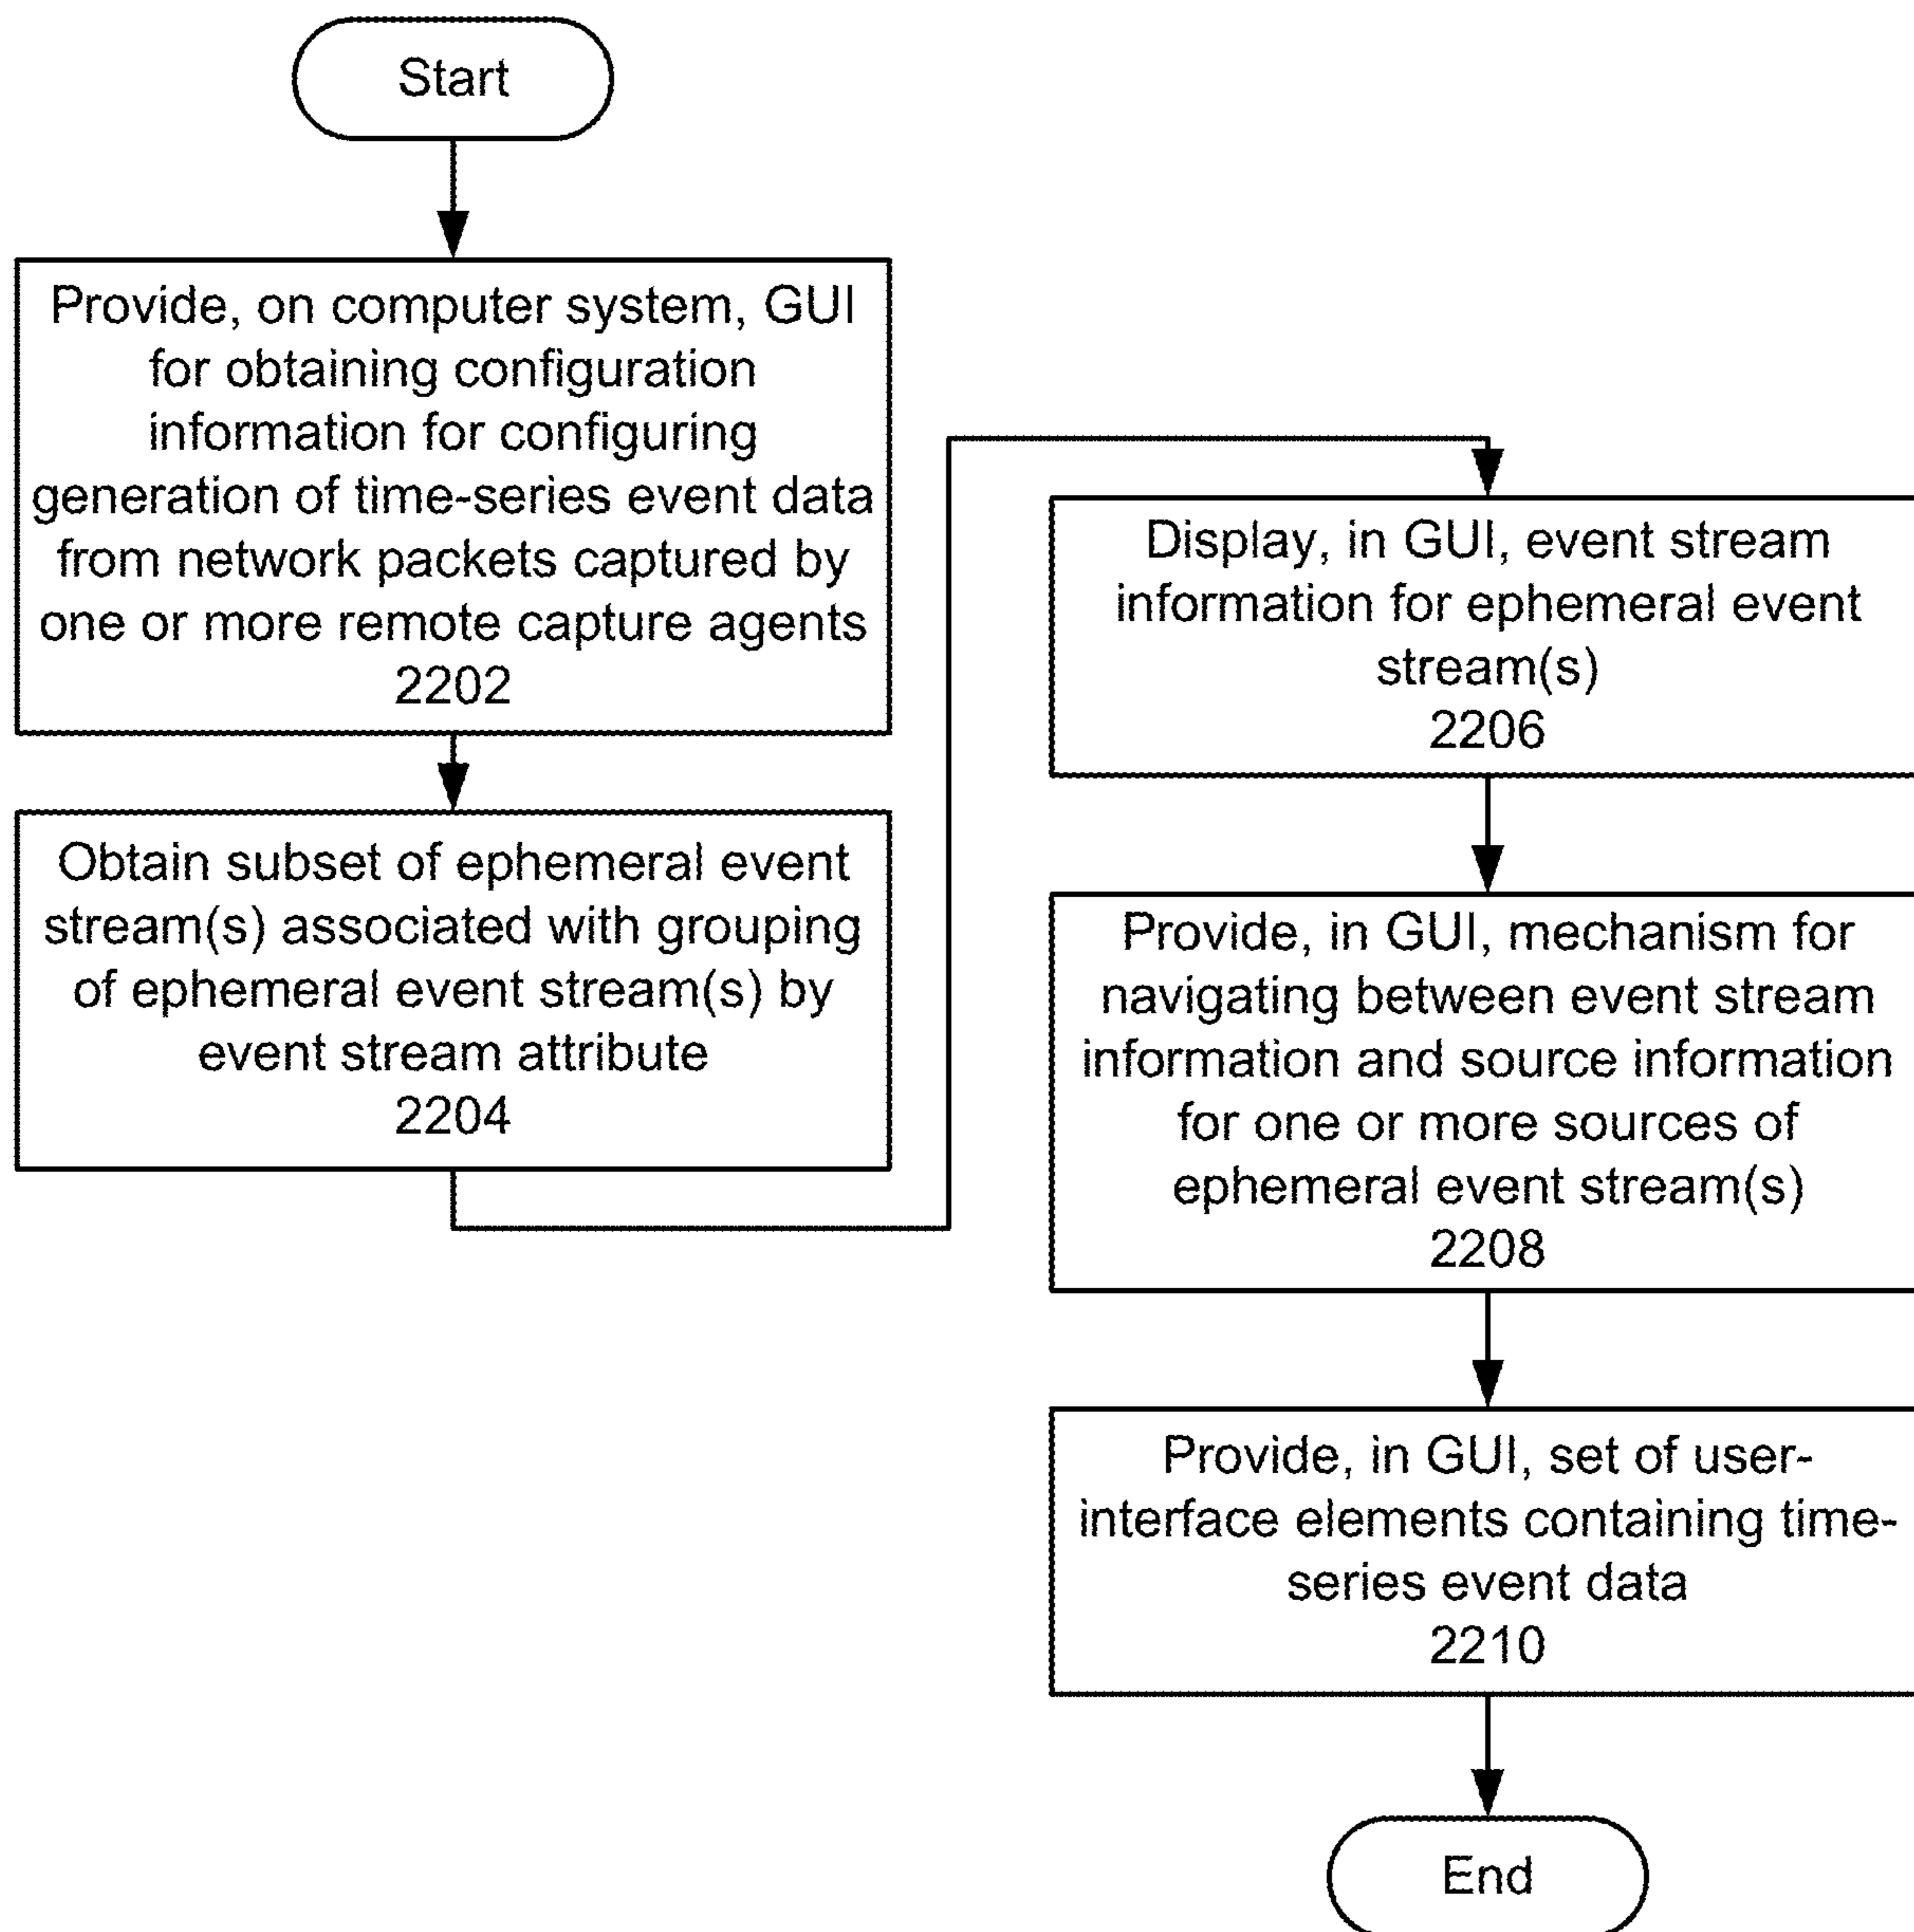 Start
Provide, on computer system, GUI
for obtaining configuration
information for configuring
generation of time-series event data
from network packets captured by
one or more remote capture agents
2202
Obtain subset of ephemeral event
stream(s) associated with grouping
of ephemeral event stream(s) by
event stream attribute
2204
Display, in GUI, event stream
information for ephemeral event
stream(s)
2206
Provide, in GUI, mechanism for
navigating between event stream
information and source information
for one or more sources of
ephemeral event stream(s)
2208
Provide, in GUI, set of user-
interface elements containing time-
series event data
2210
End